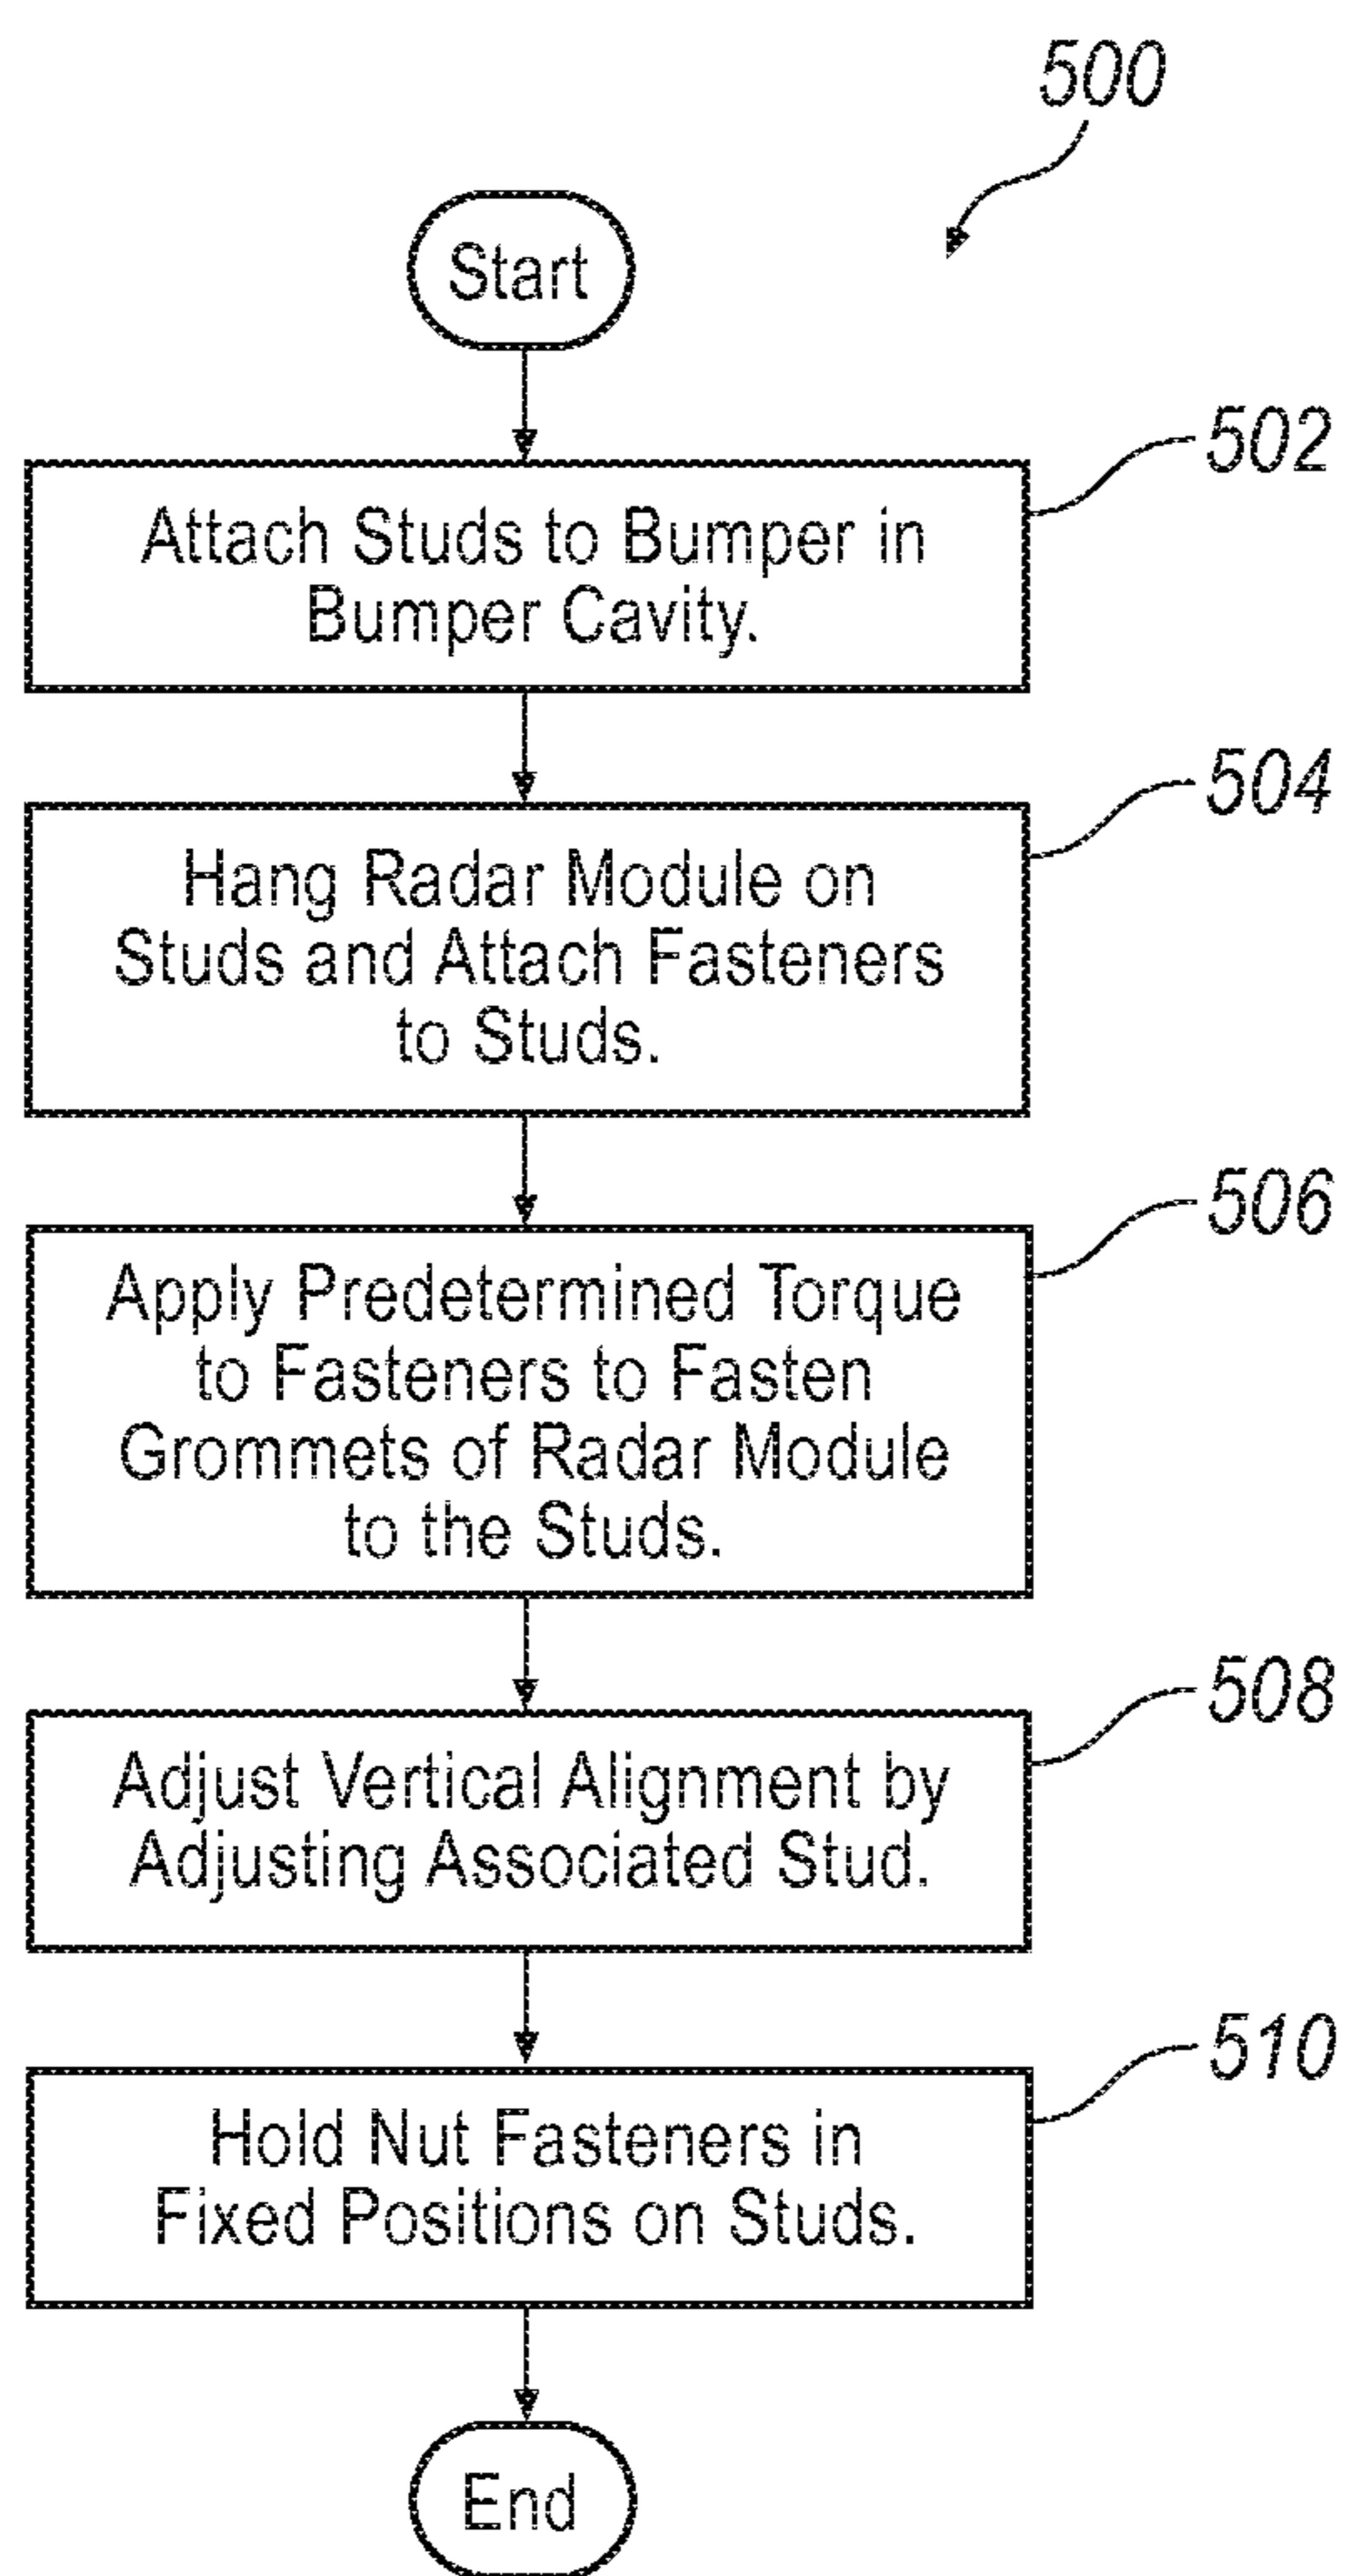 500
Start
502
Attach Studs to Bumper in
Bumper Cavity.
504
Hang Radar Module on
Studs and Attach Fasteners
to Studs.
506
Apply Predetermined Torque
to Fasteners to Fasten
Grommets of Radar Module
to the Studs.
508
Adjust Vertical Alignment by
Adjusting Associated Stud.
510
Hold Nut Fasteners in
Fixed Positions on Studs.
End